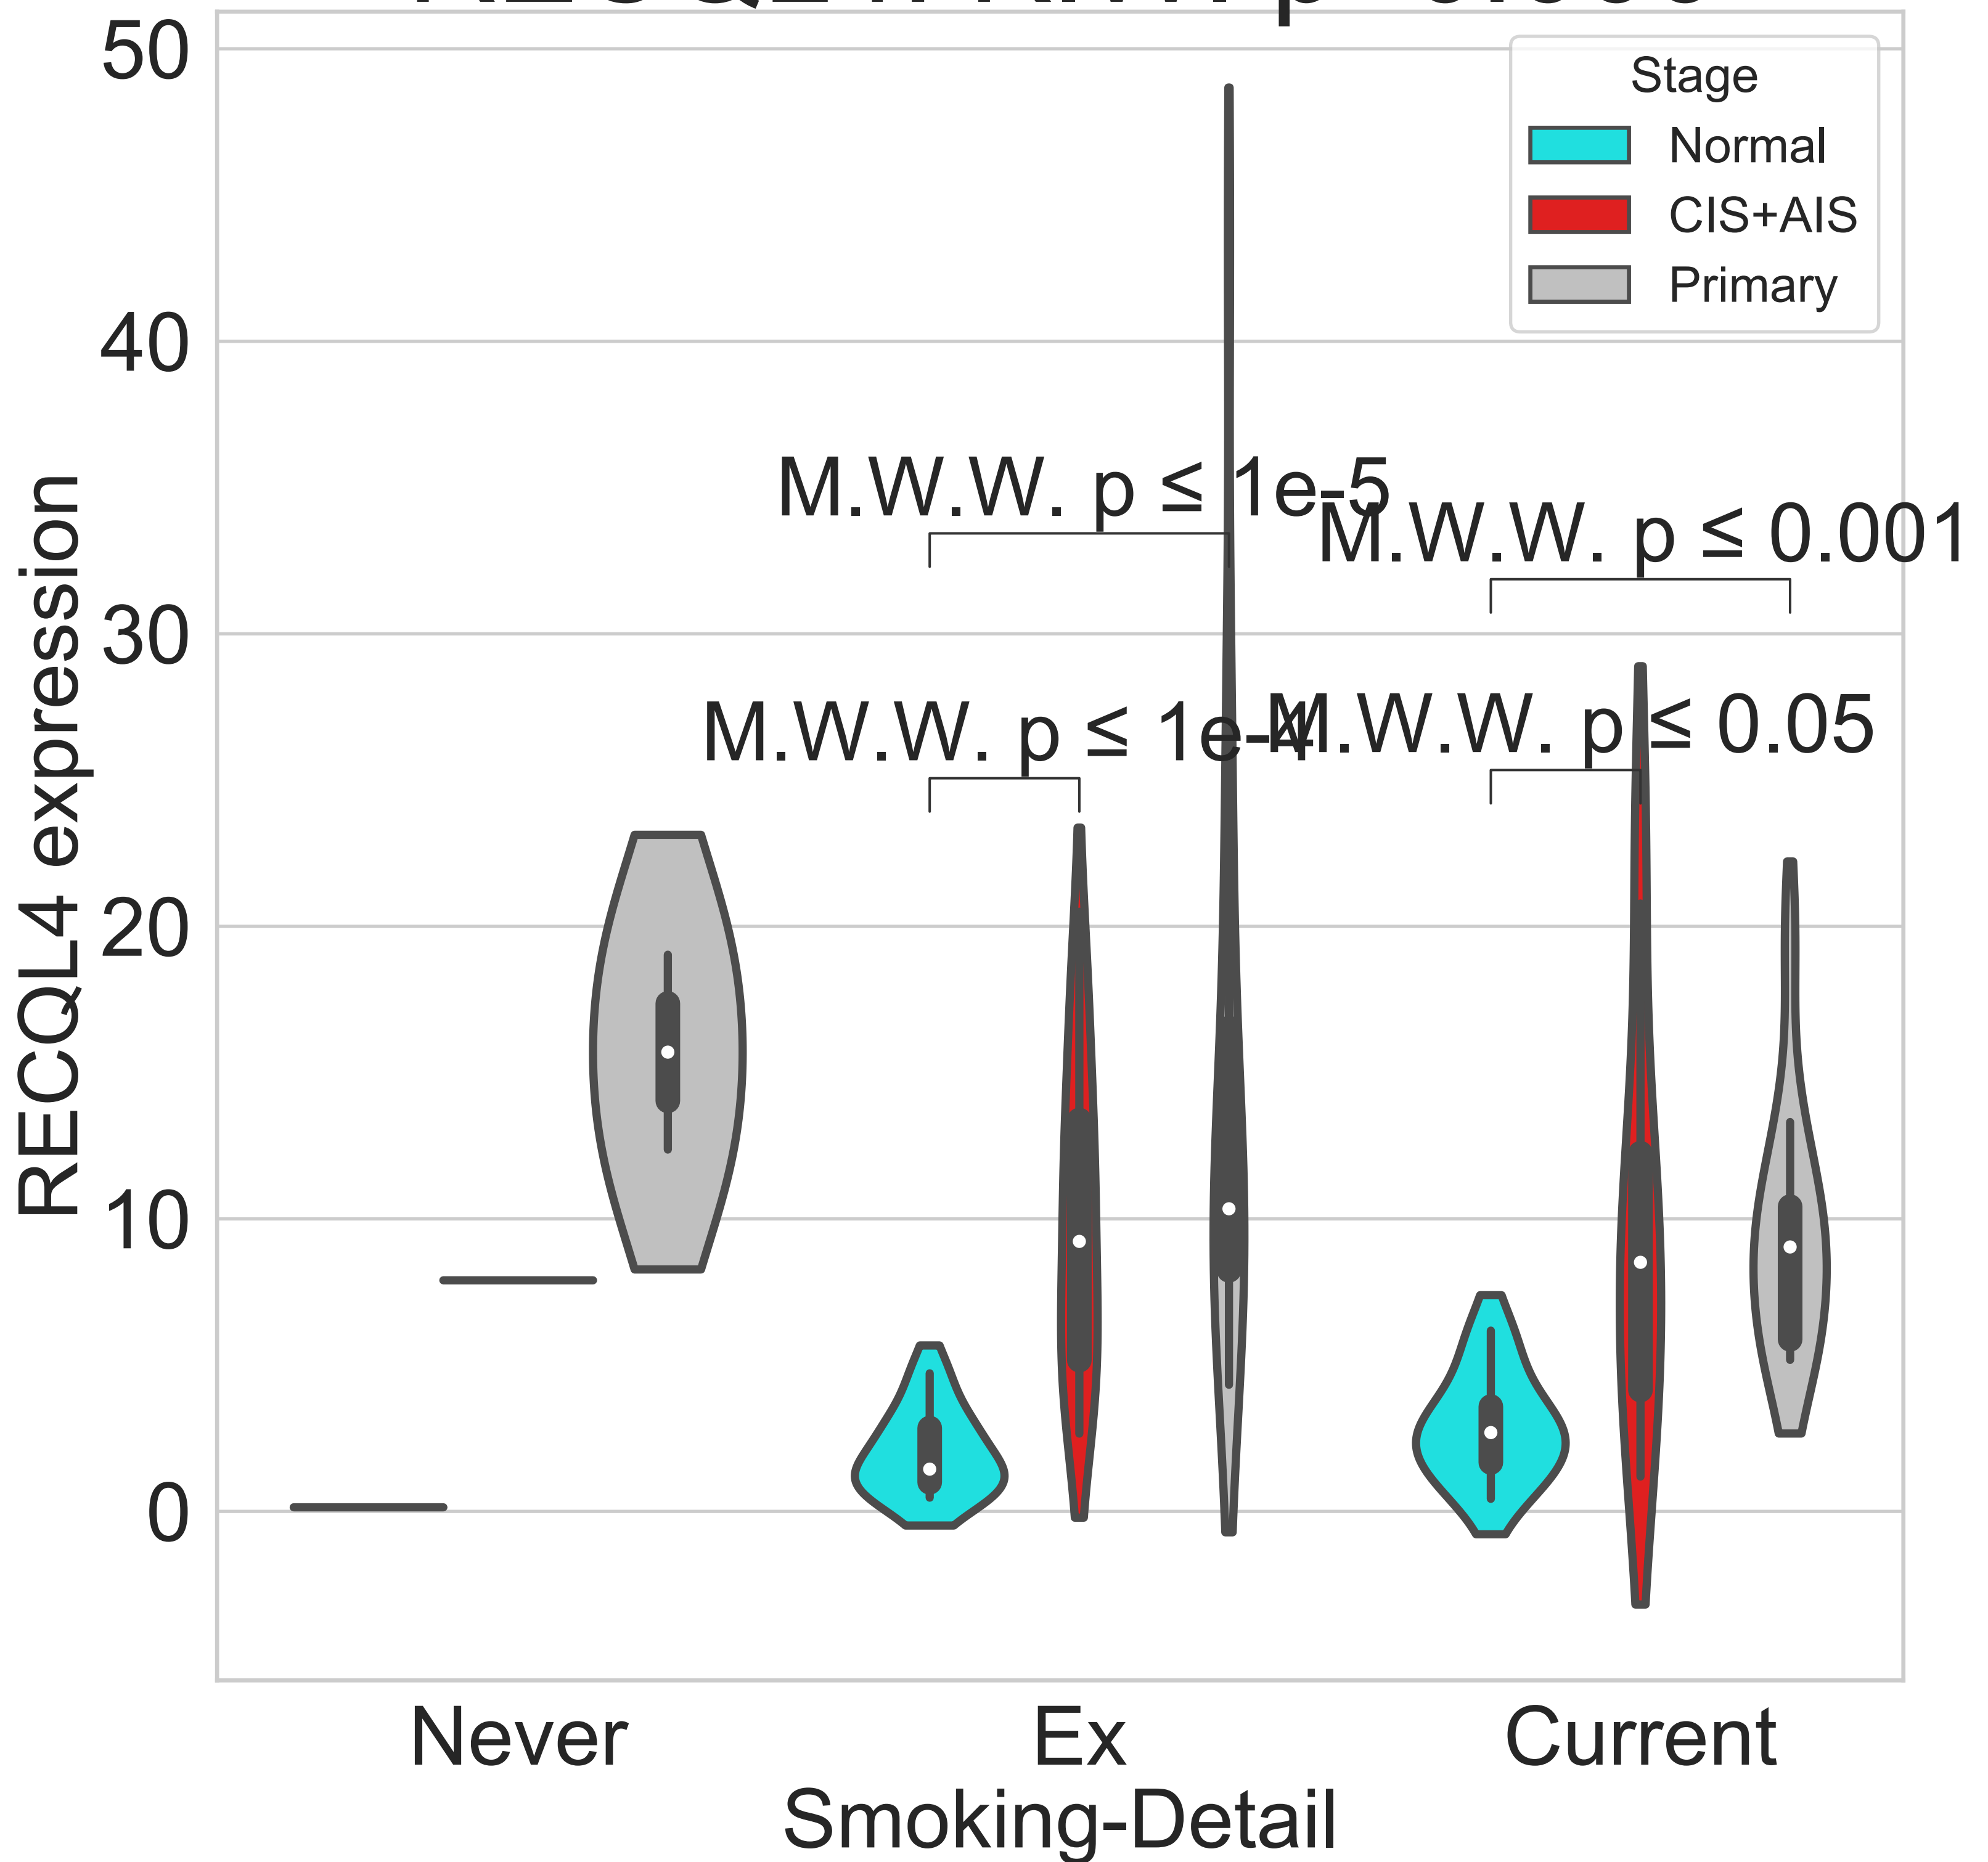 50
40
30
20
10
0
RECQL4 expression
Stage
Normal
CIS+AIS
Primary
M.W.W. p ≤ 1e-5
M.W.W. p ≤ 0.001
M.W.W. p ≤ 1e-4
M.W.W. p ≤ 0.05
Never
Ex
Current
Smoking-Detail